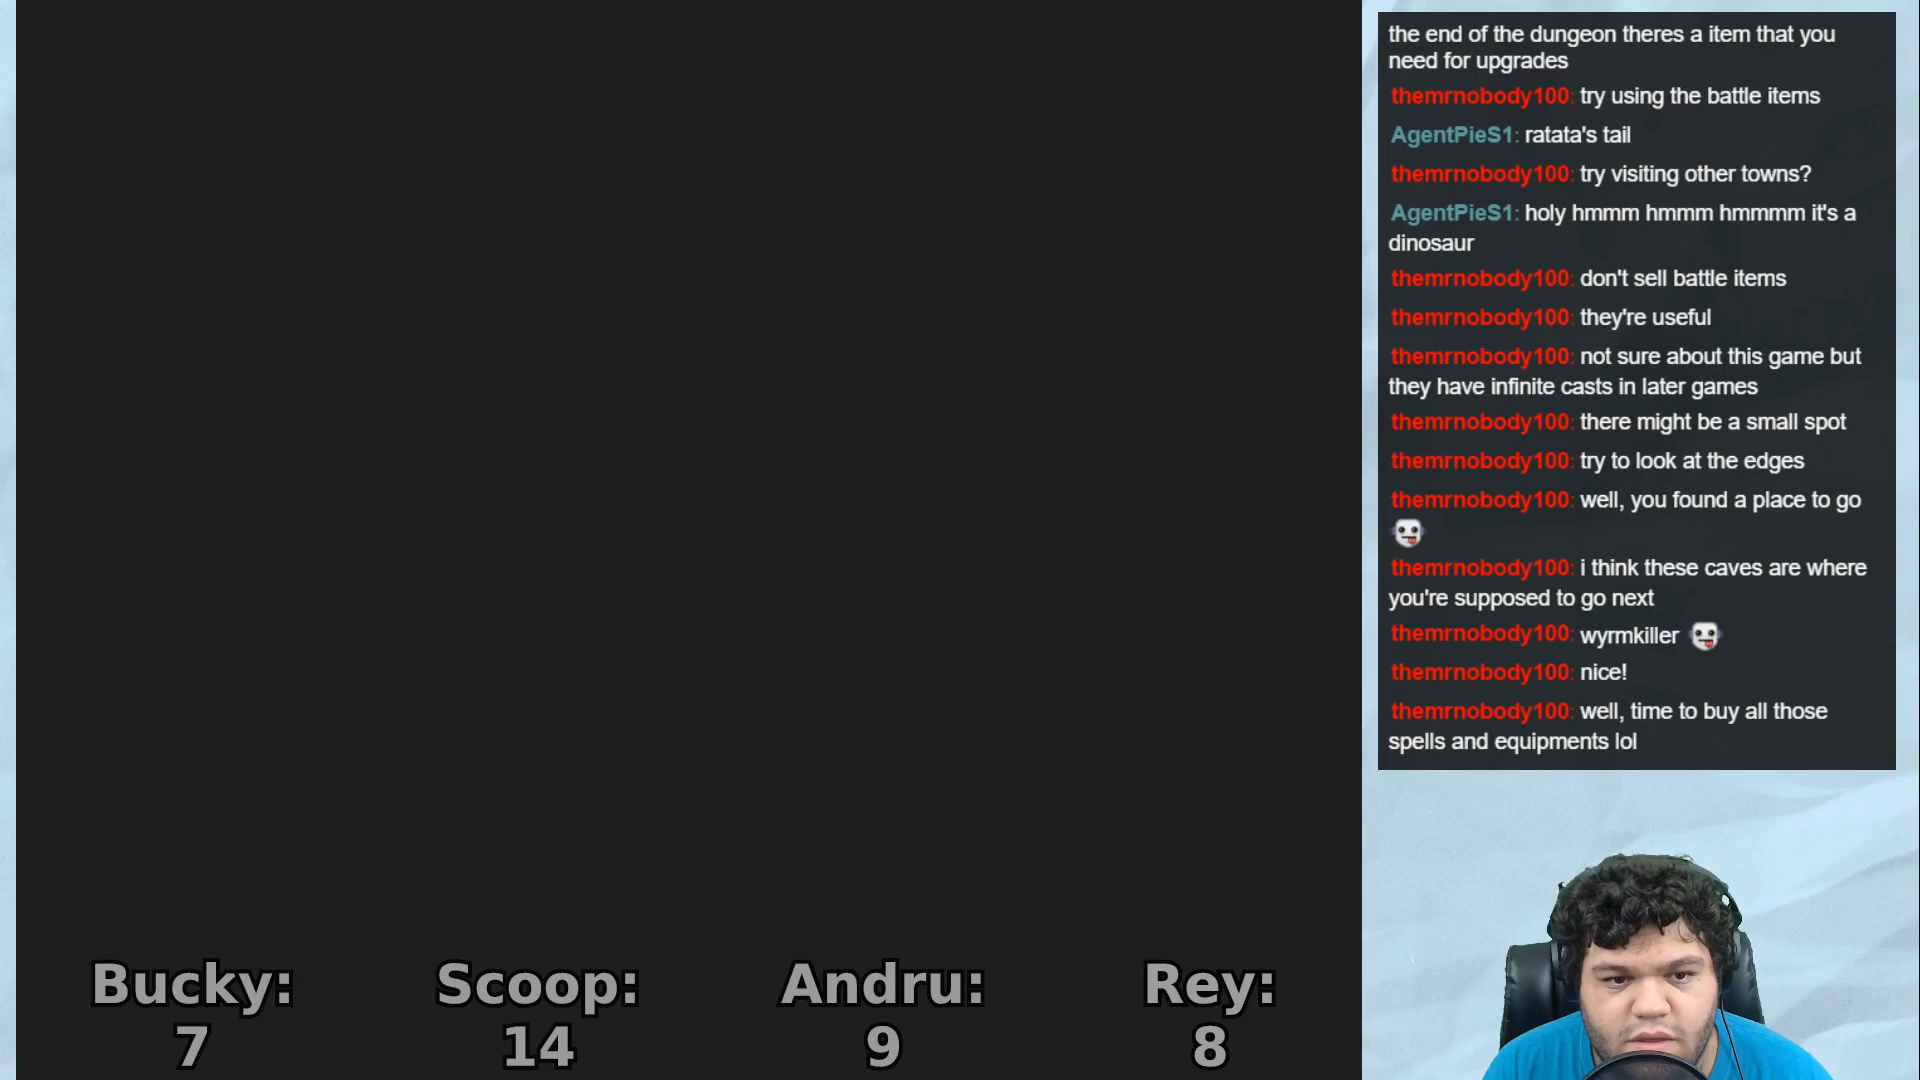 the end of the dungeon theres a item that you
need for upgrades
themrnobody100: try using the battle items
AgentPieS1: ratata's tail
themrnobody100: try visiting other towns?
AgentPieS1: holy hmmm hmmm hmmmm it's a
dinosaur
themrnobody100: don't sell battle items
themrnobody100: they're useful
themrnobody100: not sure about this game but
they have infinite casts in later games
themrnobody100: there might be a small spot
themrnobody100: try to look at the edges
themrnobody100: well, you found a place to go
themrnobody100: i think these caves are where
you're supposed to go next
themrnobody100: wyrmkiller
themrnobody100: nice!
themrnobody100: well, time to buy all those
spells and equipments lol
Bucky:
7
Scoop:
14
Andru:
9
Rey:
8